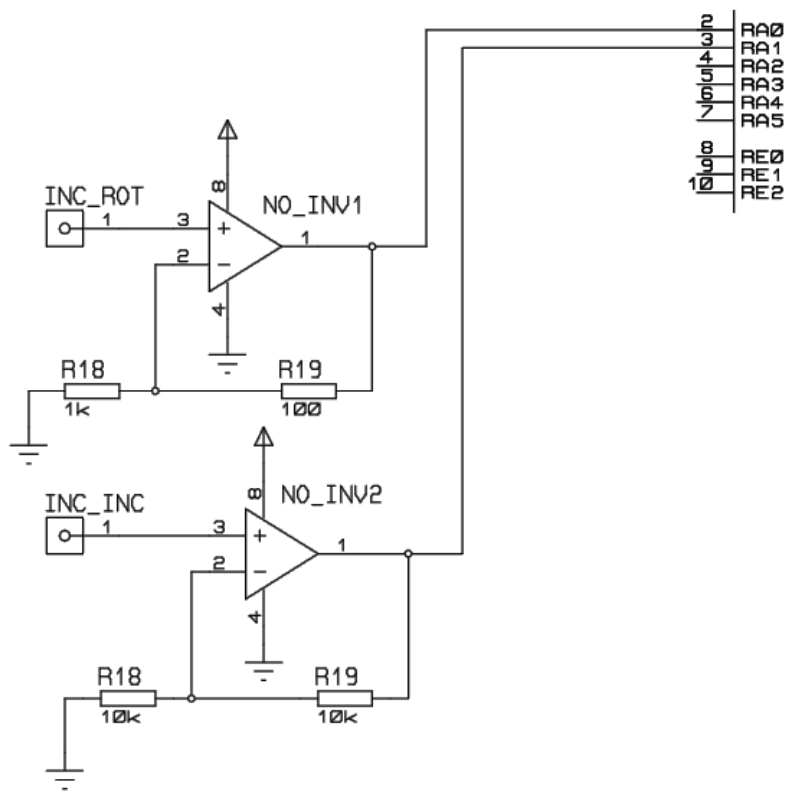 2 RA0
3 RA1
4 RA2
5 RA3
6 RA4
7 RA5
8 RE0
9 RE1
10 RE2
INC_ROT
1
3
+
8
NO_INV1
1
2
−
4
R18
1k
R19
100
INC_INC
1
3
+
8
NO_INV2
1
2
−
4
R18
10k
R19
10k